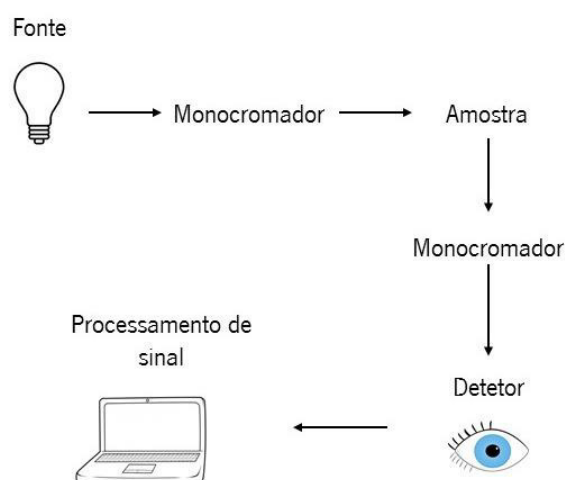 Fonte
Monocromador
Amostra
Monocromador
Detetor
Processamento de
sinal